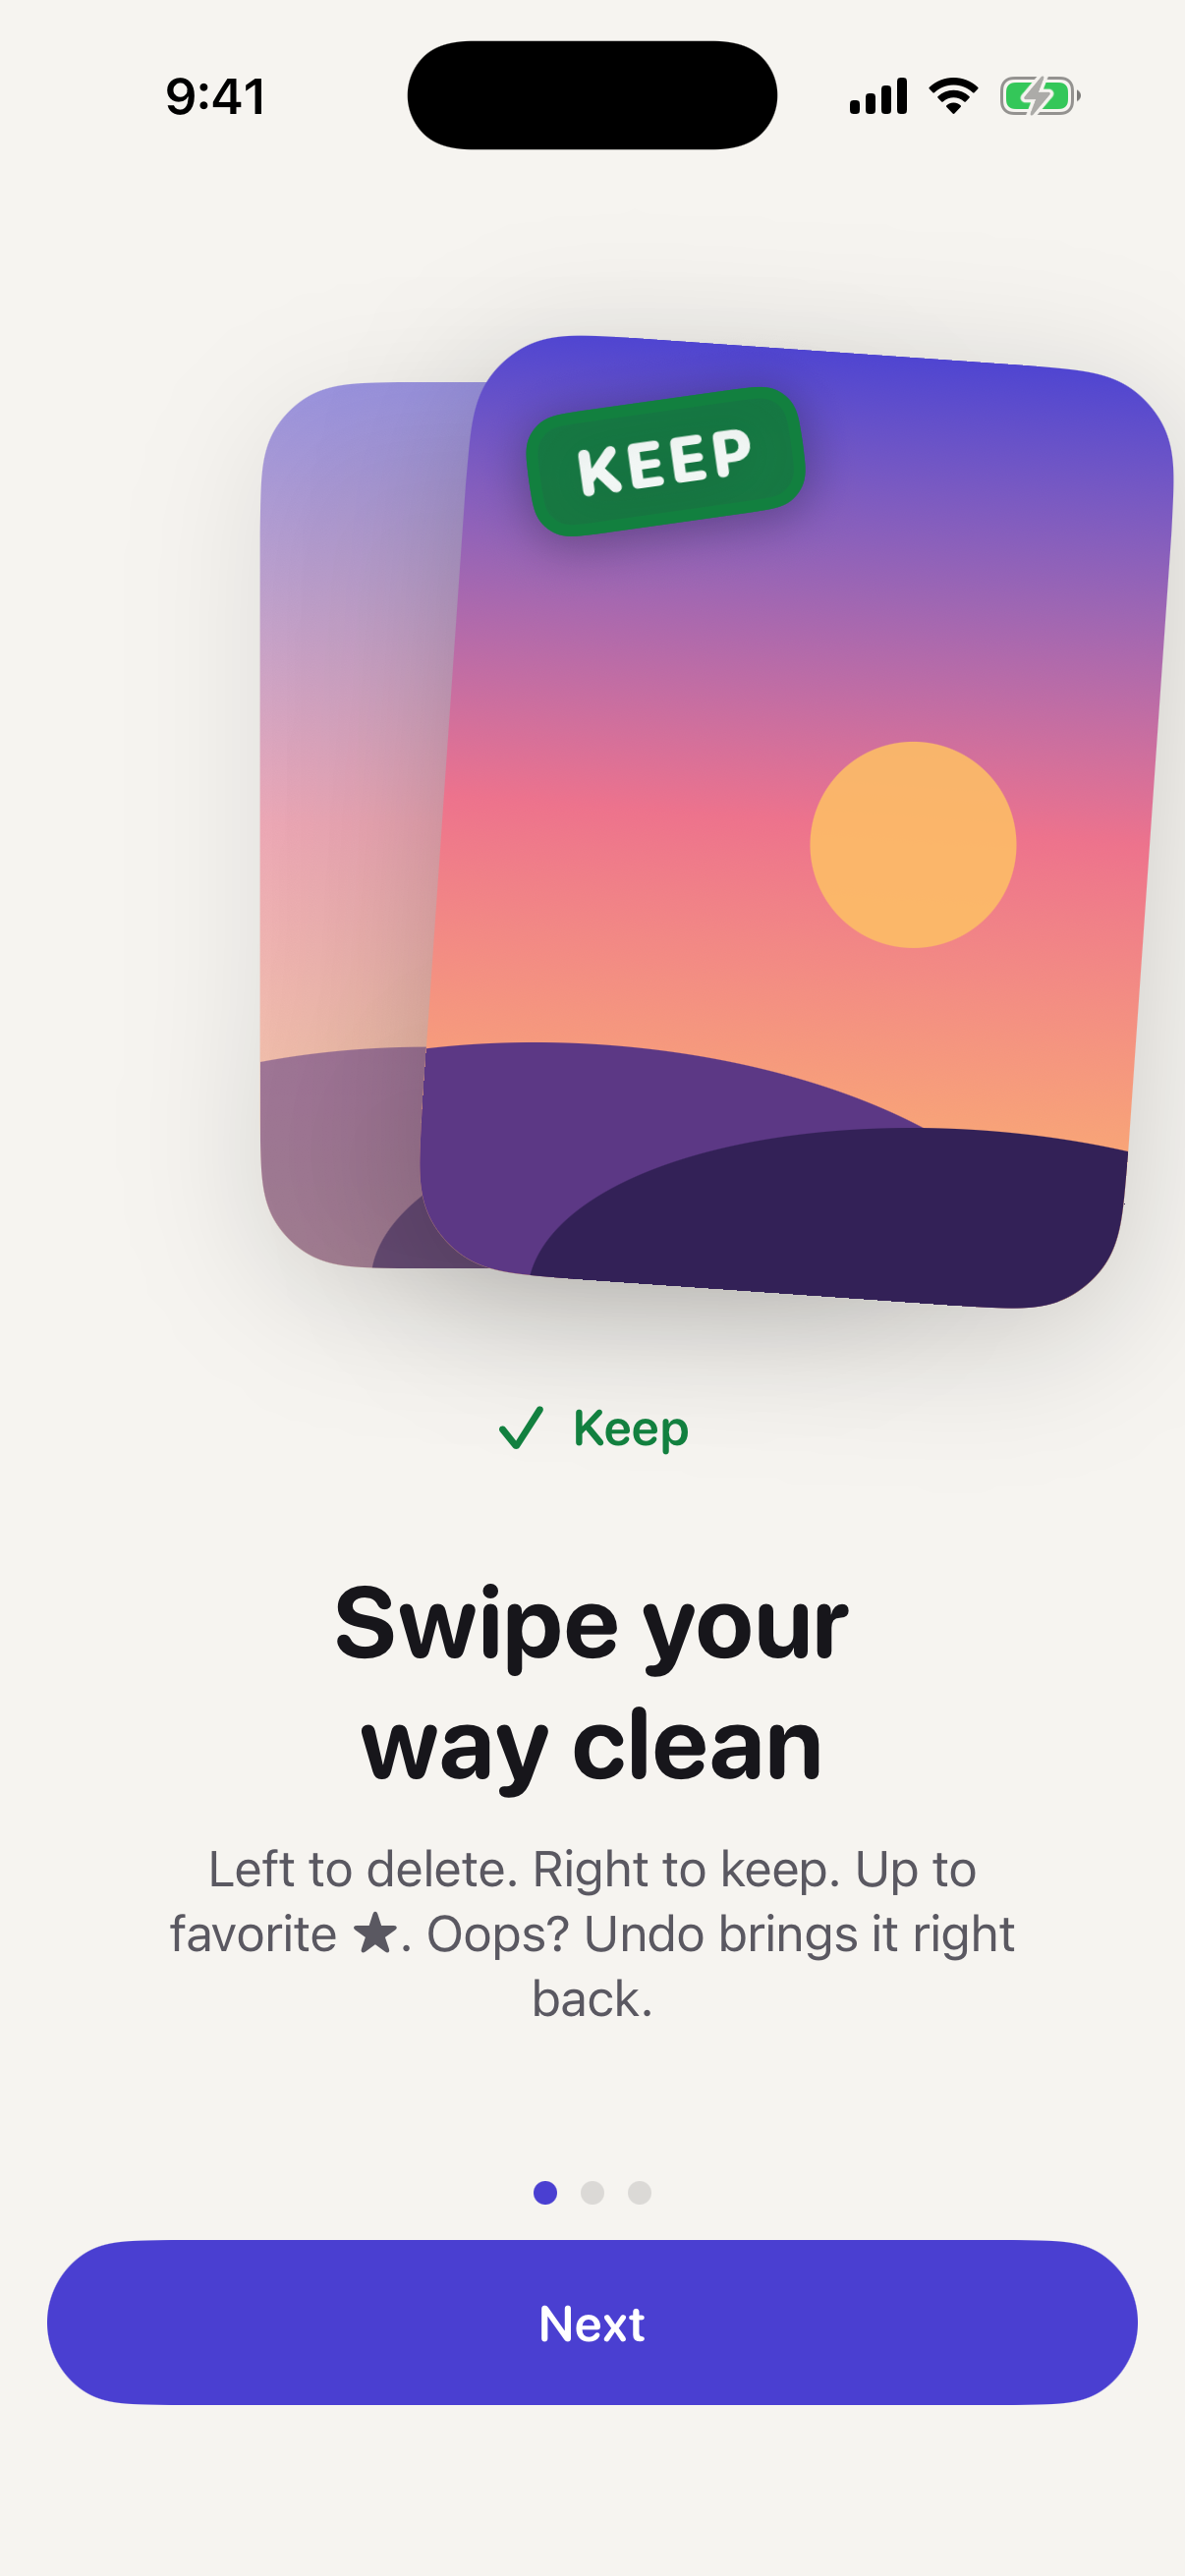 9:41
KEEP
Keep
Swipe your
way clean
Left to delete. Right to keep. Up to
favorite ★. Oops? Undo brings it right
back.
Next